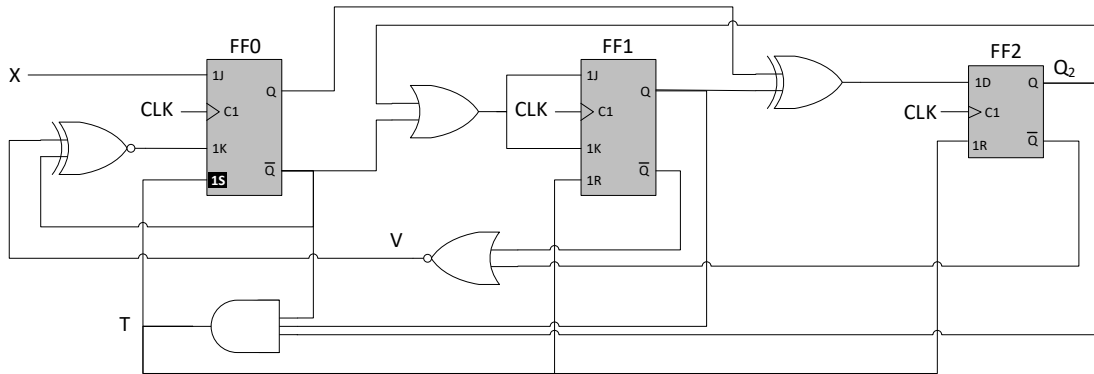 FF0
FF1
FF2
X
1J
Q
CLK
C1
1K
Q̅
1S
1J
Q
CLK
C1
1K
Q̅
1R
1D
Q
Q₂
CLK
C1
1R
Q̅
V
T